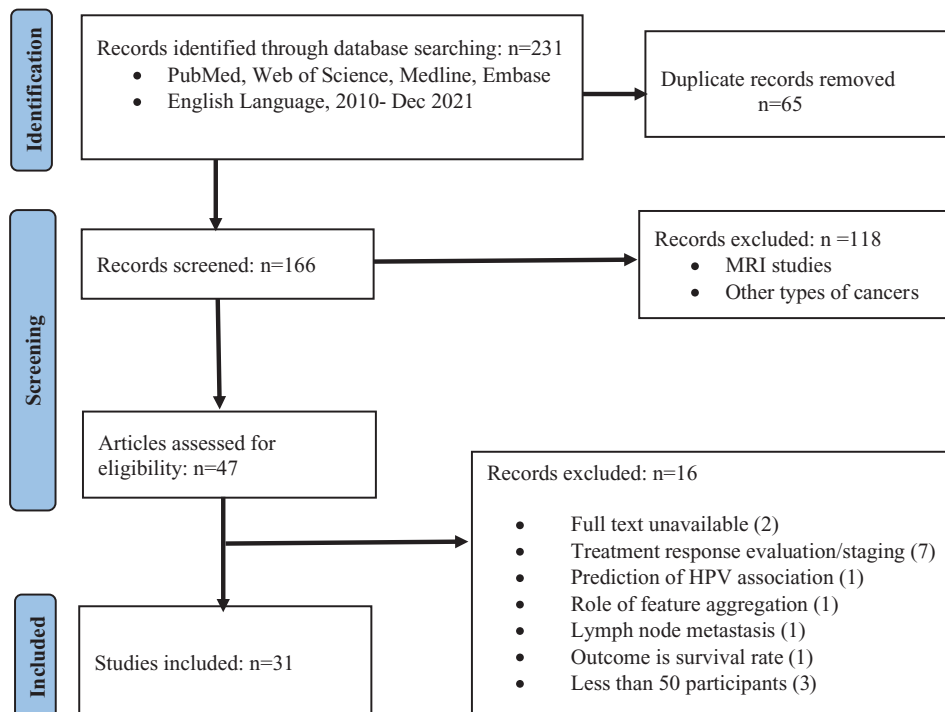 Identification
Records identified through database searching: n=231
• PubMed, Web of Science, Medline, Embase
• English Language, 2010- Dec 2021
Duplicate records removed
n=65
Screening
Records screened: n=166
Records excluded: n =118
• MRI studies
• Other types of cancers
Articles assessed for
eligibility: n=47
Records excluded: n=16
• Full text unavailable (2)
• Treatment response evaluation/staging (7)
• Prediction of HPV association (1)
• Role of feature aggregation (1)
• Lymph node metastasis (1)
• Outcome is survival rate (1)
• Less than 50 participants (3)
Included
Studies included: n=31